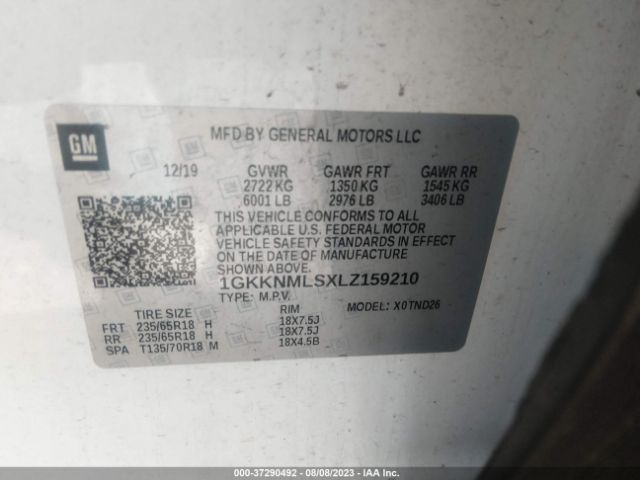 GM
MFD BY GENERAL MOTORS LLC
12/19 GVWR GAWR FRT GAWR RR
2722 KG 1350 KG 1545 KG
6001 LB 2976 LB 3406 LB
THIS VEHICLE CONFORMS TO ALL
APPLICABLE U.S. FEDERAL MOTOR
VEHICLE SAFETY STANDARDS IN EFFECT
ON THE DATE OF MANUFACTURE
SHOWN ABOVE.
1GKKNMLSXLZ159210
TYPE: M.P.V. MODEL: X0TND26
TIRE SIZE RIM
FRT 235/65R18 H 18X7.5J
RR 235/65R18 H 18X7.5J
SPA T135/70R18 M 18X4.5B
000-37290492 - 08/08/2023 - IAA Inc.